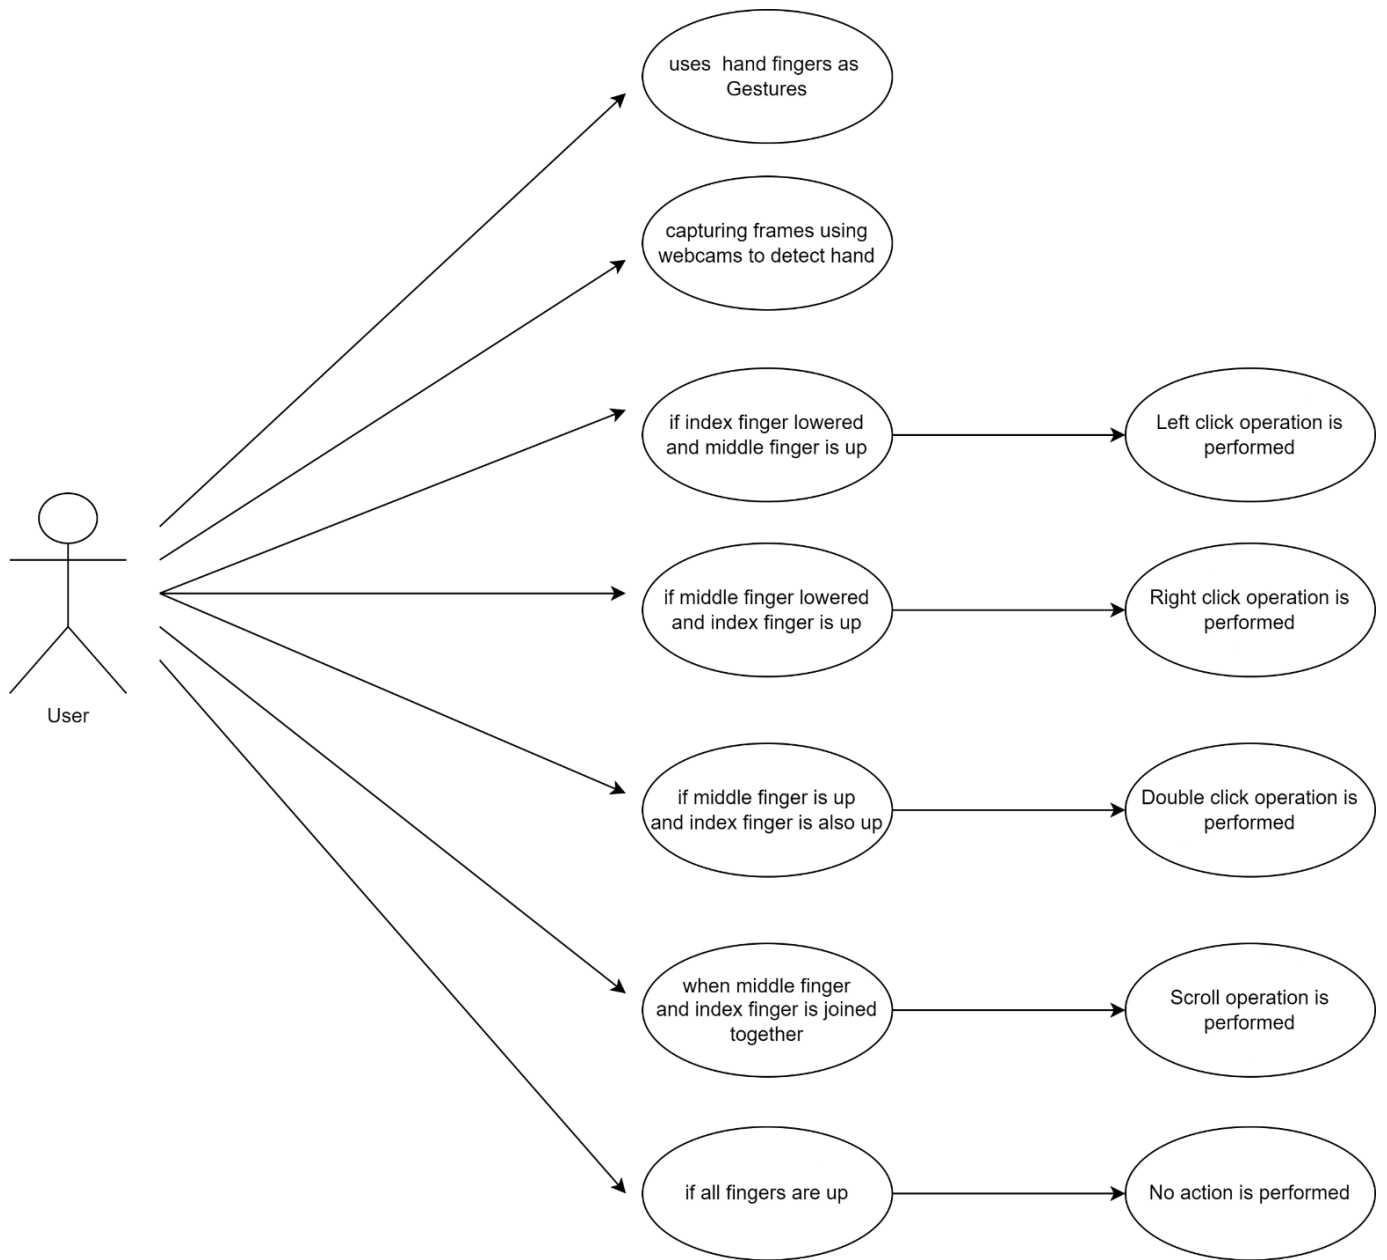 uses  hand fingers as
Gestures
capturing frames using
webcams to detect hand
if index finger lowered
and middle finger is up
Left click operation is
performed
if middle finger lowered
and index finger is up
Right click operation is
performed
User
if middle finger is up
and index finger is also up
Double click operation is
performed
when middle finger
and index finger is joined
together
Scroll operation is
performed
if all fingers are up
No action is performed